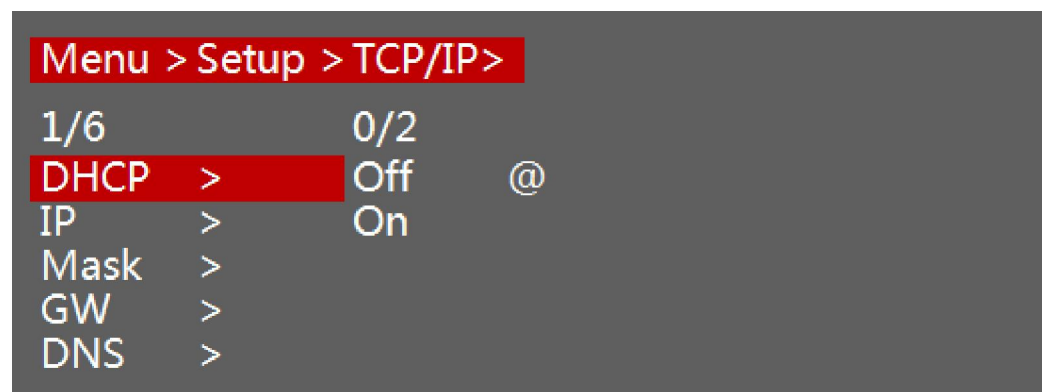 Menu > Setup > TCP/IP>
1/6 0/2
DHCP > Off @
IP > On
Mask >
GW >
DNS >